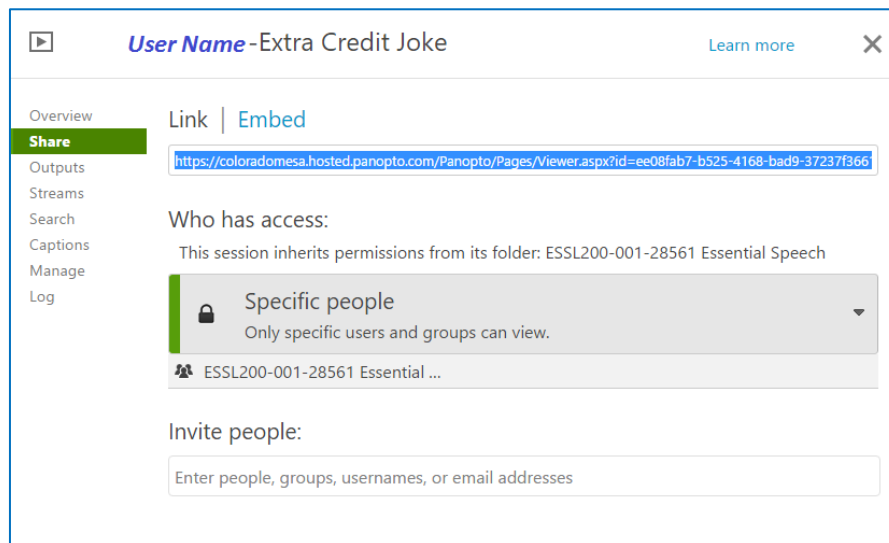 User Name-Extra Credit Joke
Learn more
Overview
Share
Outputs
Streams
Search
Captions
Manage
Log
Link | Embed
https://coloradomesa.hosted.panopto.com/Panopto/Pages/Viewer.aspx?id=ee08fab7-b525-4168-bad9-37237f3661
Who has access:
This session inherits permissions from its folder: ESSL200-001-28561 Essential Speech
Specific people
Only specific users and groups can view.
ESSL200-001-28561 Essential ...
Invite people:
Enter people, groups, usernames, or email addresses